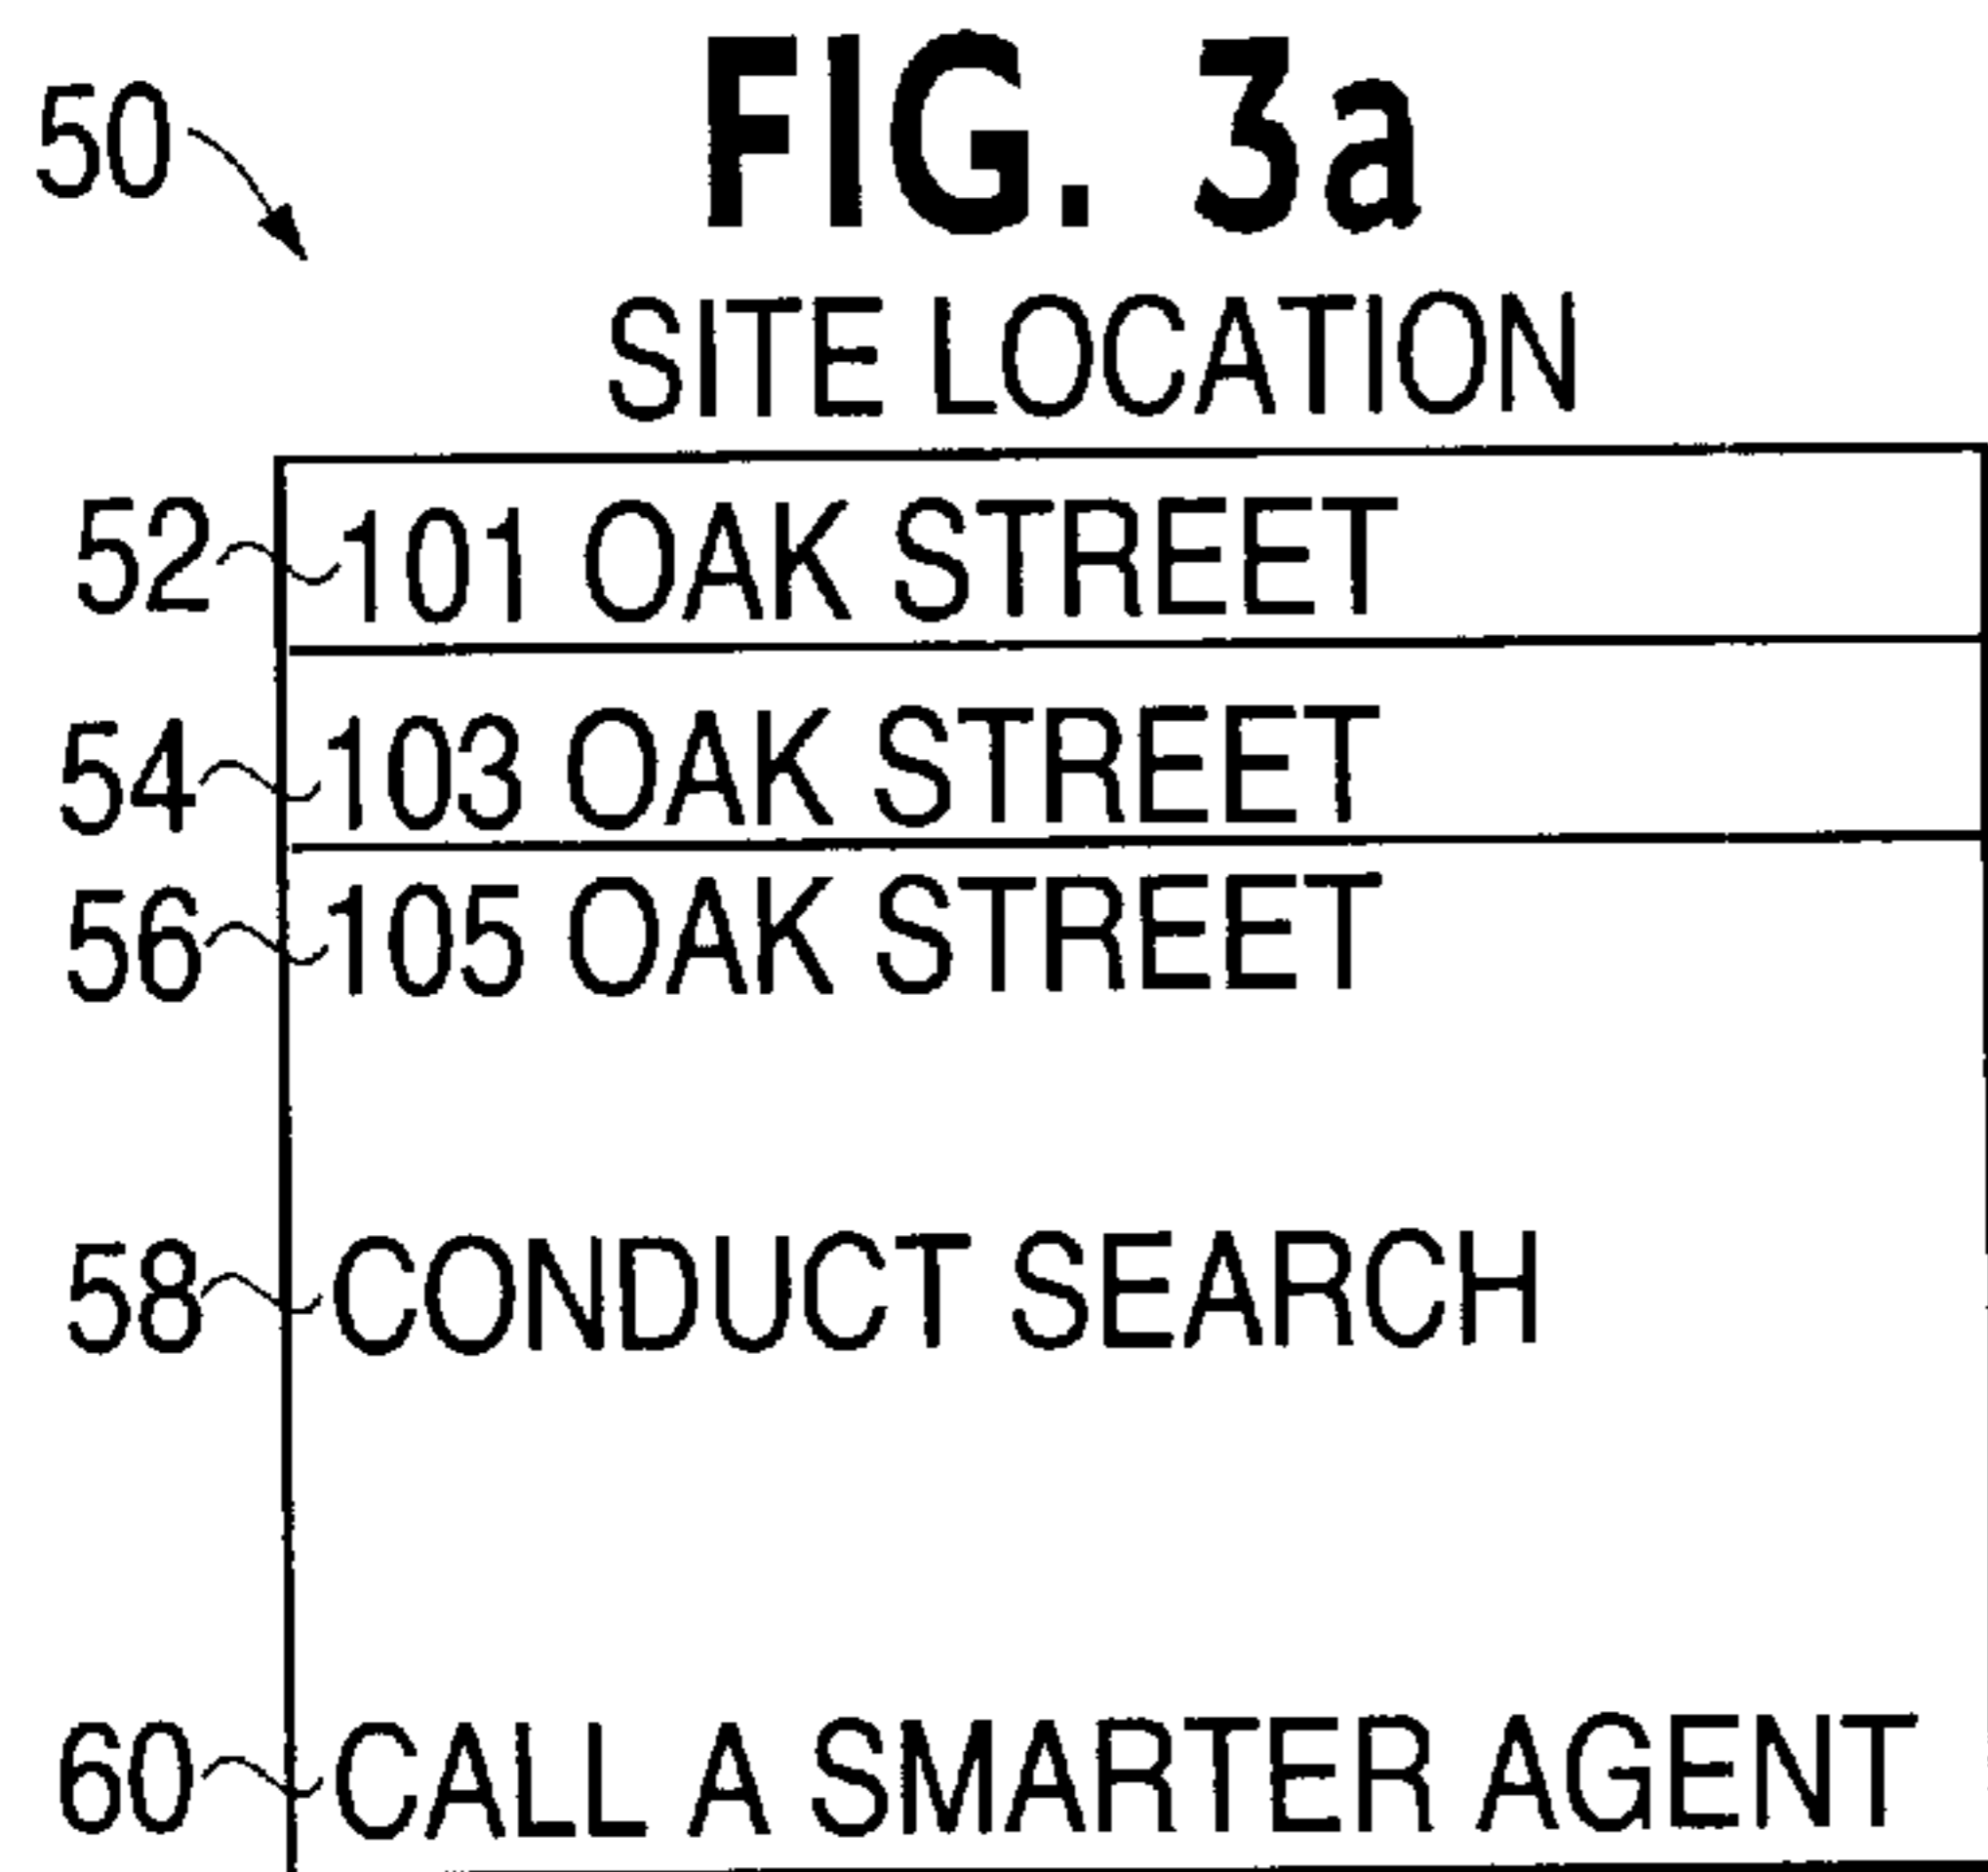 FIG. 3a
50
SITE LOCATION
52 101 OAK STREET
54 103 OAK STREET
56 105 OAK STREET
58 CONDUCT SEARCH
60 CALL A SMARTER AGENT